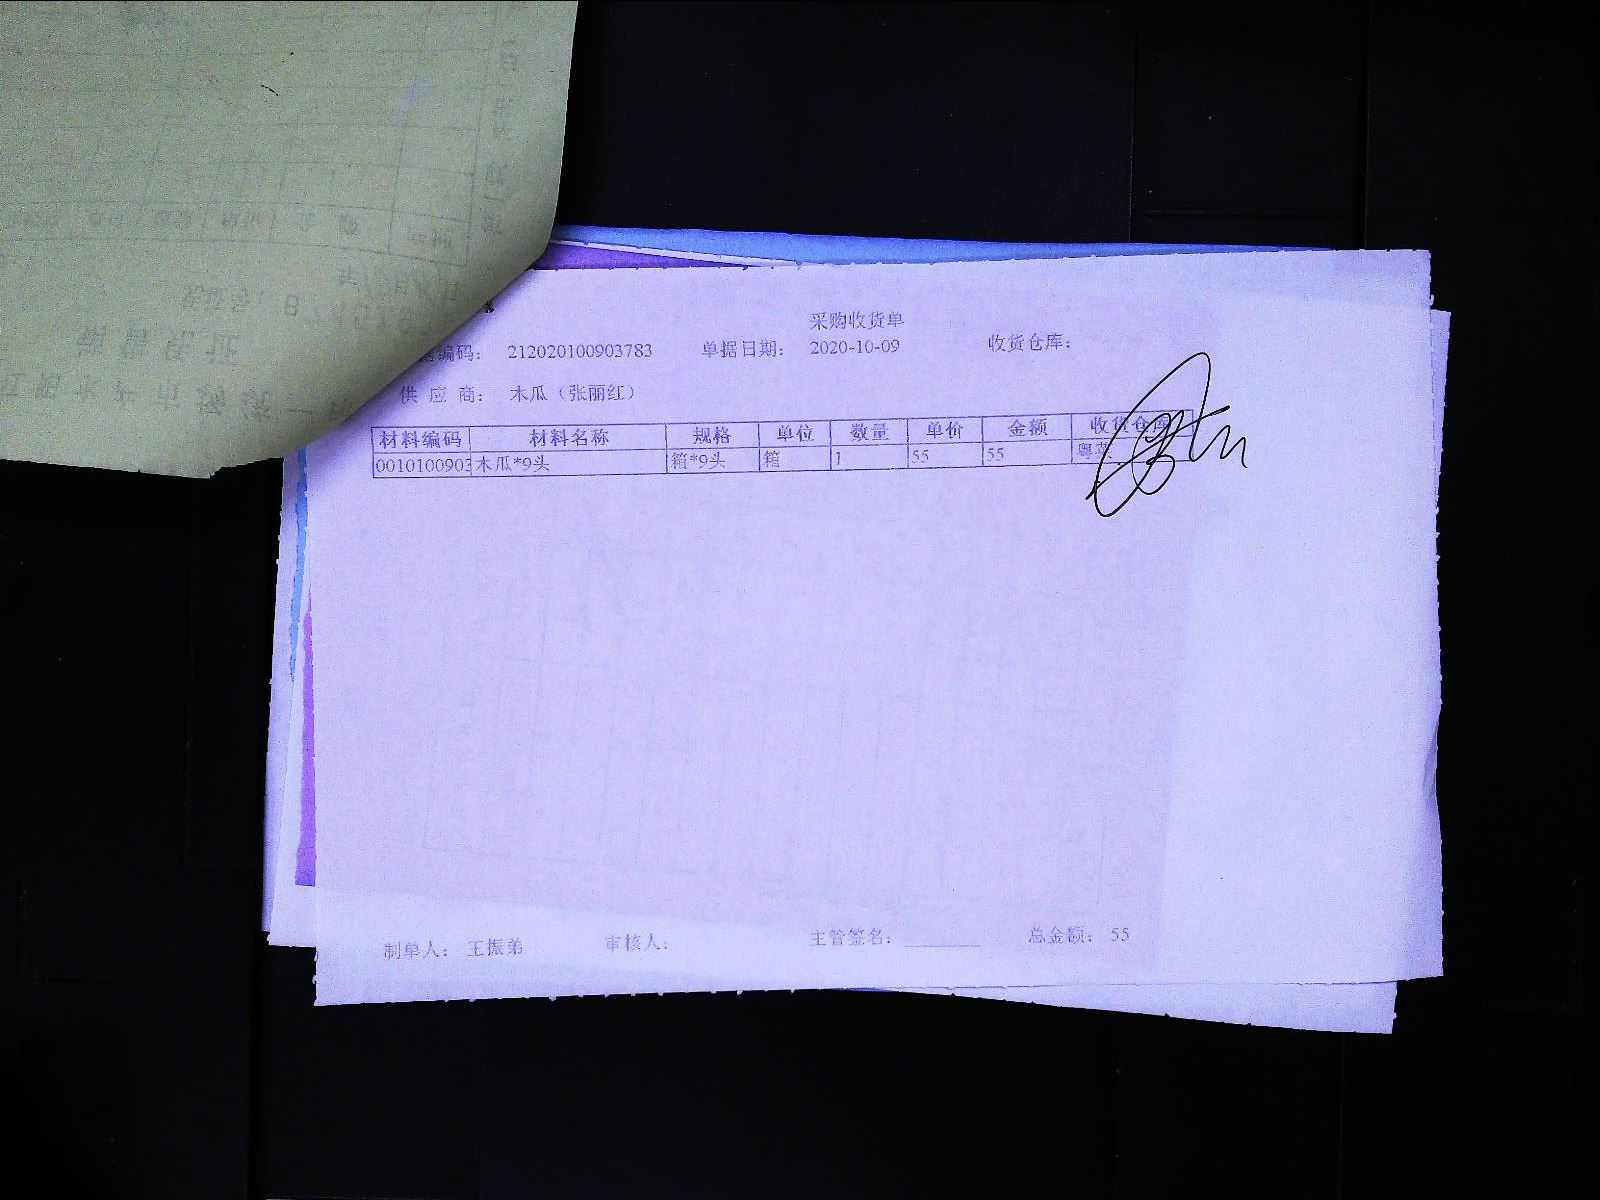 采购收货单
编码： 212020100903783 单据日期： 2020-10-09 收货仓库：
供 应 商： 木瓜（张丽红）
材料编码 材料名称 规格 单位 数量 单价 金额 收货仓库
0010100903 木瓜*9头 箱*9头 箱 1 55 55 粤菜
制单人： 王振弟 审核人： 主管签名： ________ 总金额： 55